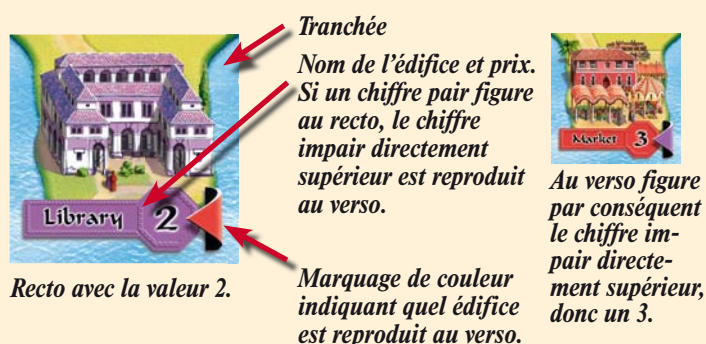 Tranchée
Nom de l’édifice et prix.
Si un chiffre pair figure
au recto, le chiffre
impair directement
supérieur est reproduit
au verso.
Library 2
Recto avec la valeur 2.
Marquage de couleur
indiquant quel édifice
est reproduit au verso.
Market 3
Au verso figure
par conséquent
le chiffre im-
pair directe-
ment supérieur,
donc un 3.